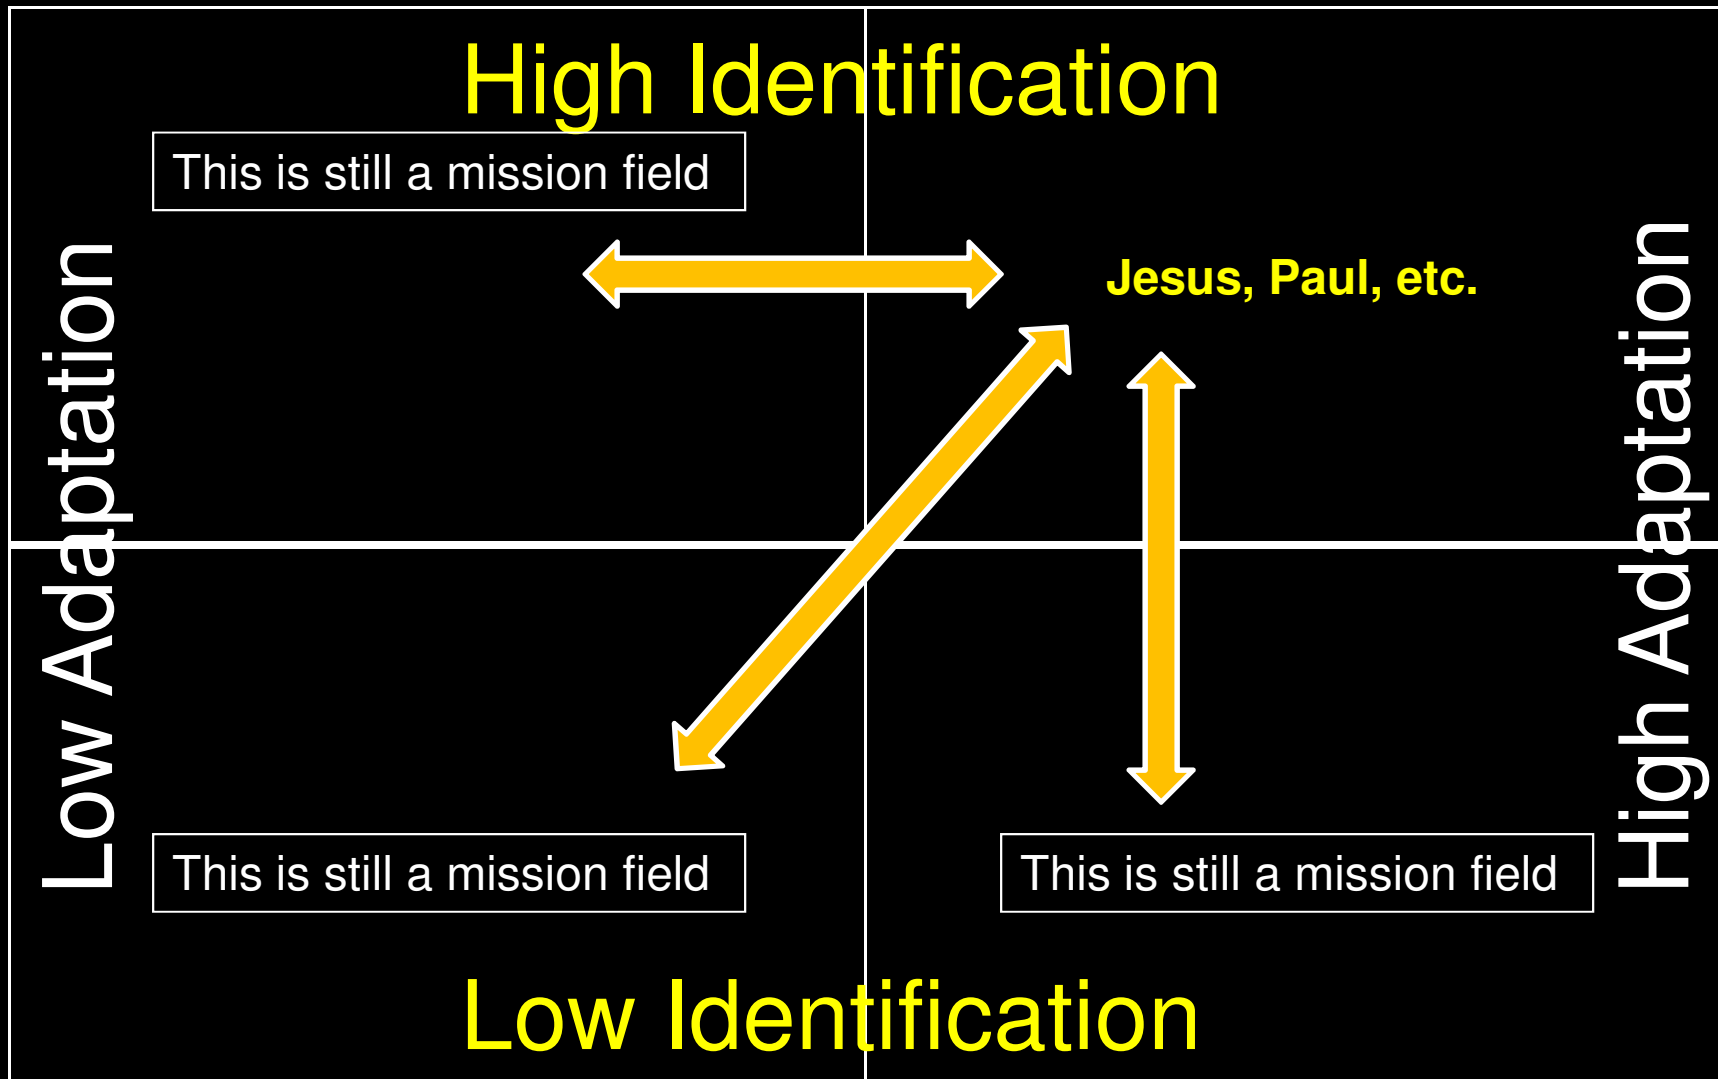 High Identification
This is still a mission field
Jesus, Paul, etc.
Low Adaptation
High Adaptation
This is still a mission field
This is still a mission field
Low Identification